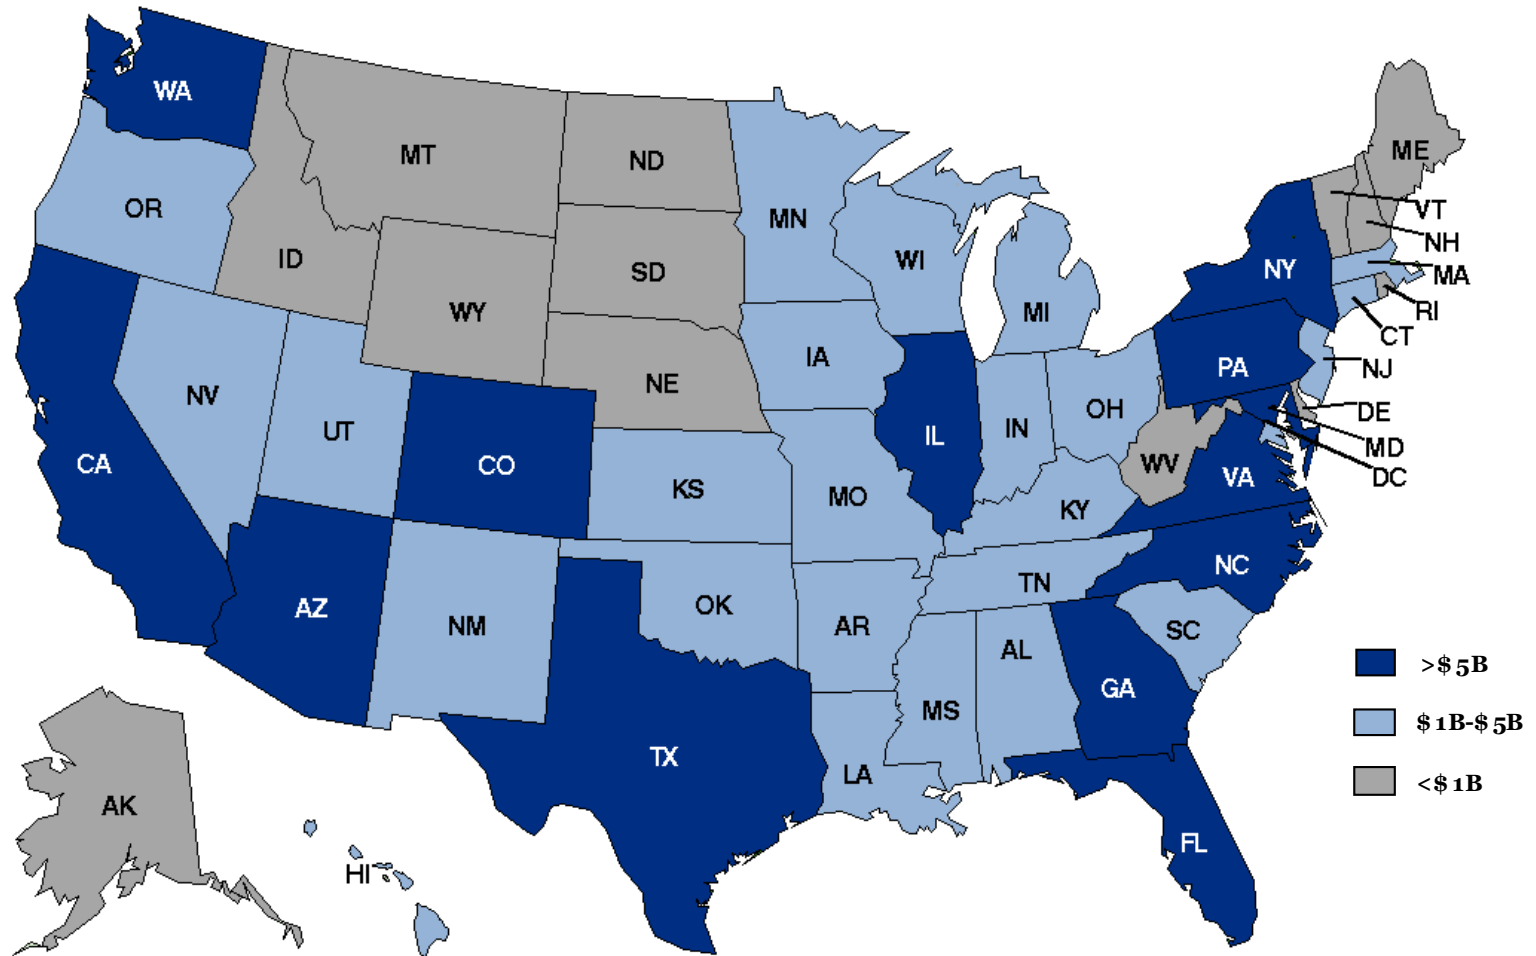 WA
MT
ND
ME
OR
MN
VT
ID
SD
WI
NH
NY
MA
WY
MI
RI
CT
IA
PA
NJ
NV
NE
UT
OH
DE
CO
IL
IN
MD
CA
WV
VA
DC
KS
MO
KY
NC
AZ
NM
OK
AR
TN
SC
AL
GA
MS
>$5B
$1B-$5B
<$1B
TX
LA
AK
FL
HI